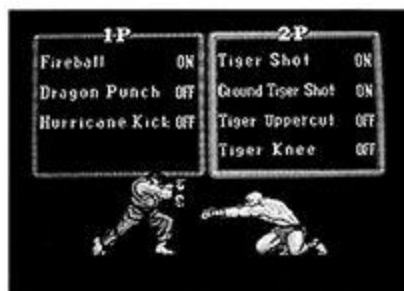 1P
Fireball ON
Dragon Punch OFF
Hurricane Kick OFF
2P
Tiger Shot ON
Ground Tiger Shot ON
Tiger Uppercut OFF
Tiger Knee OFF